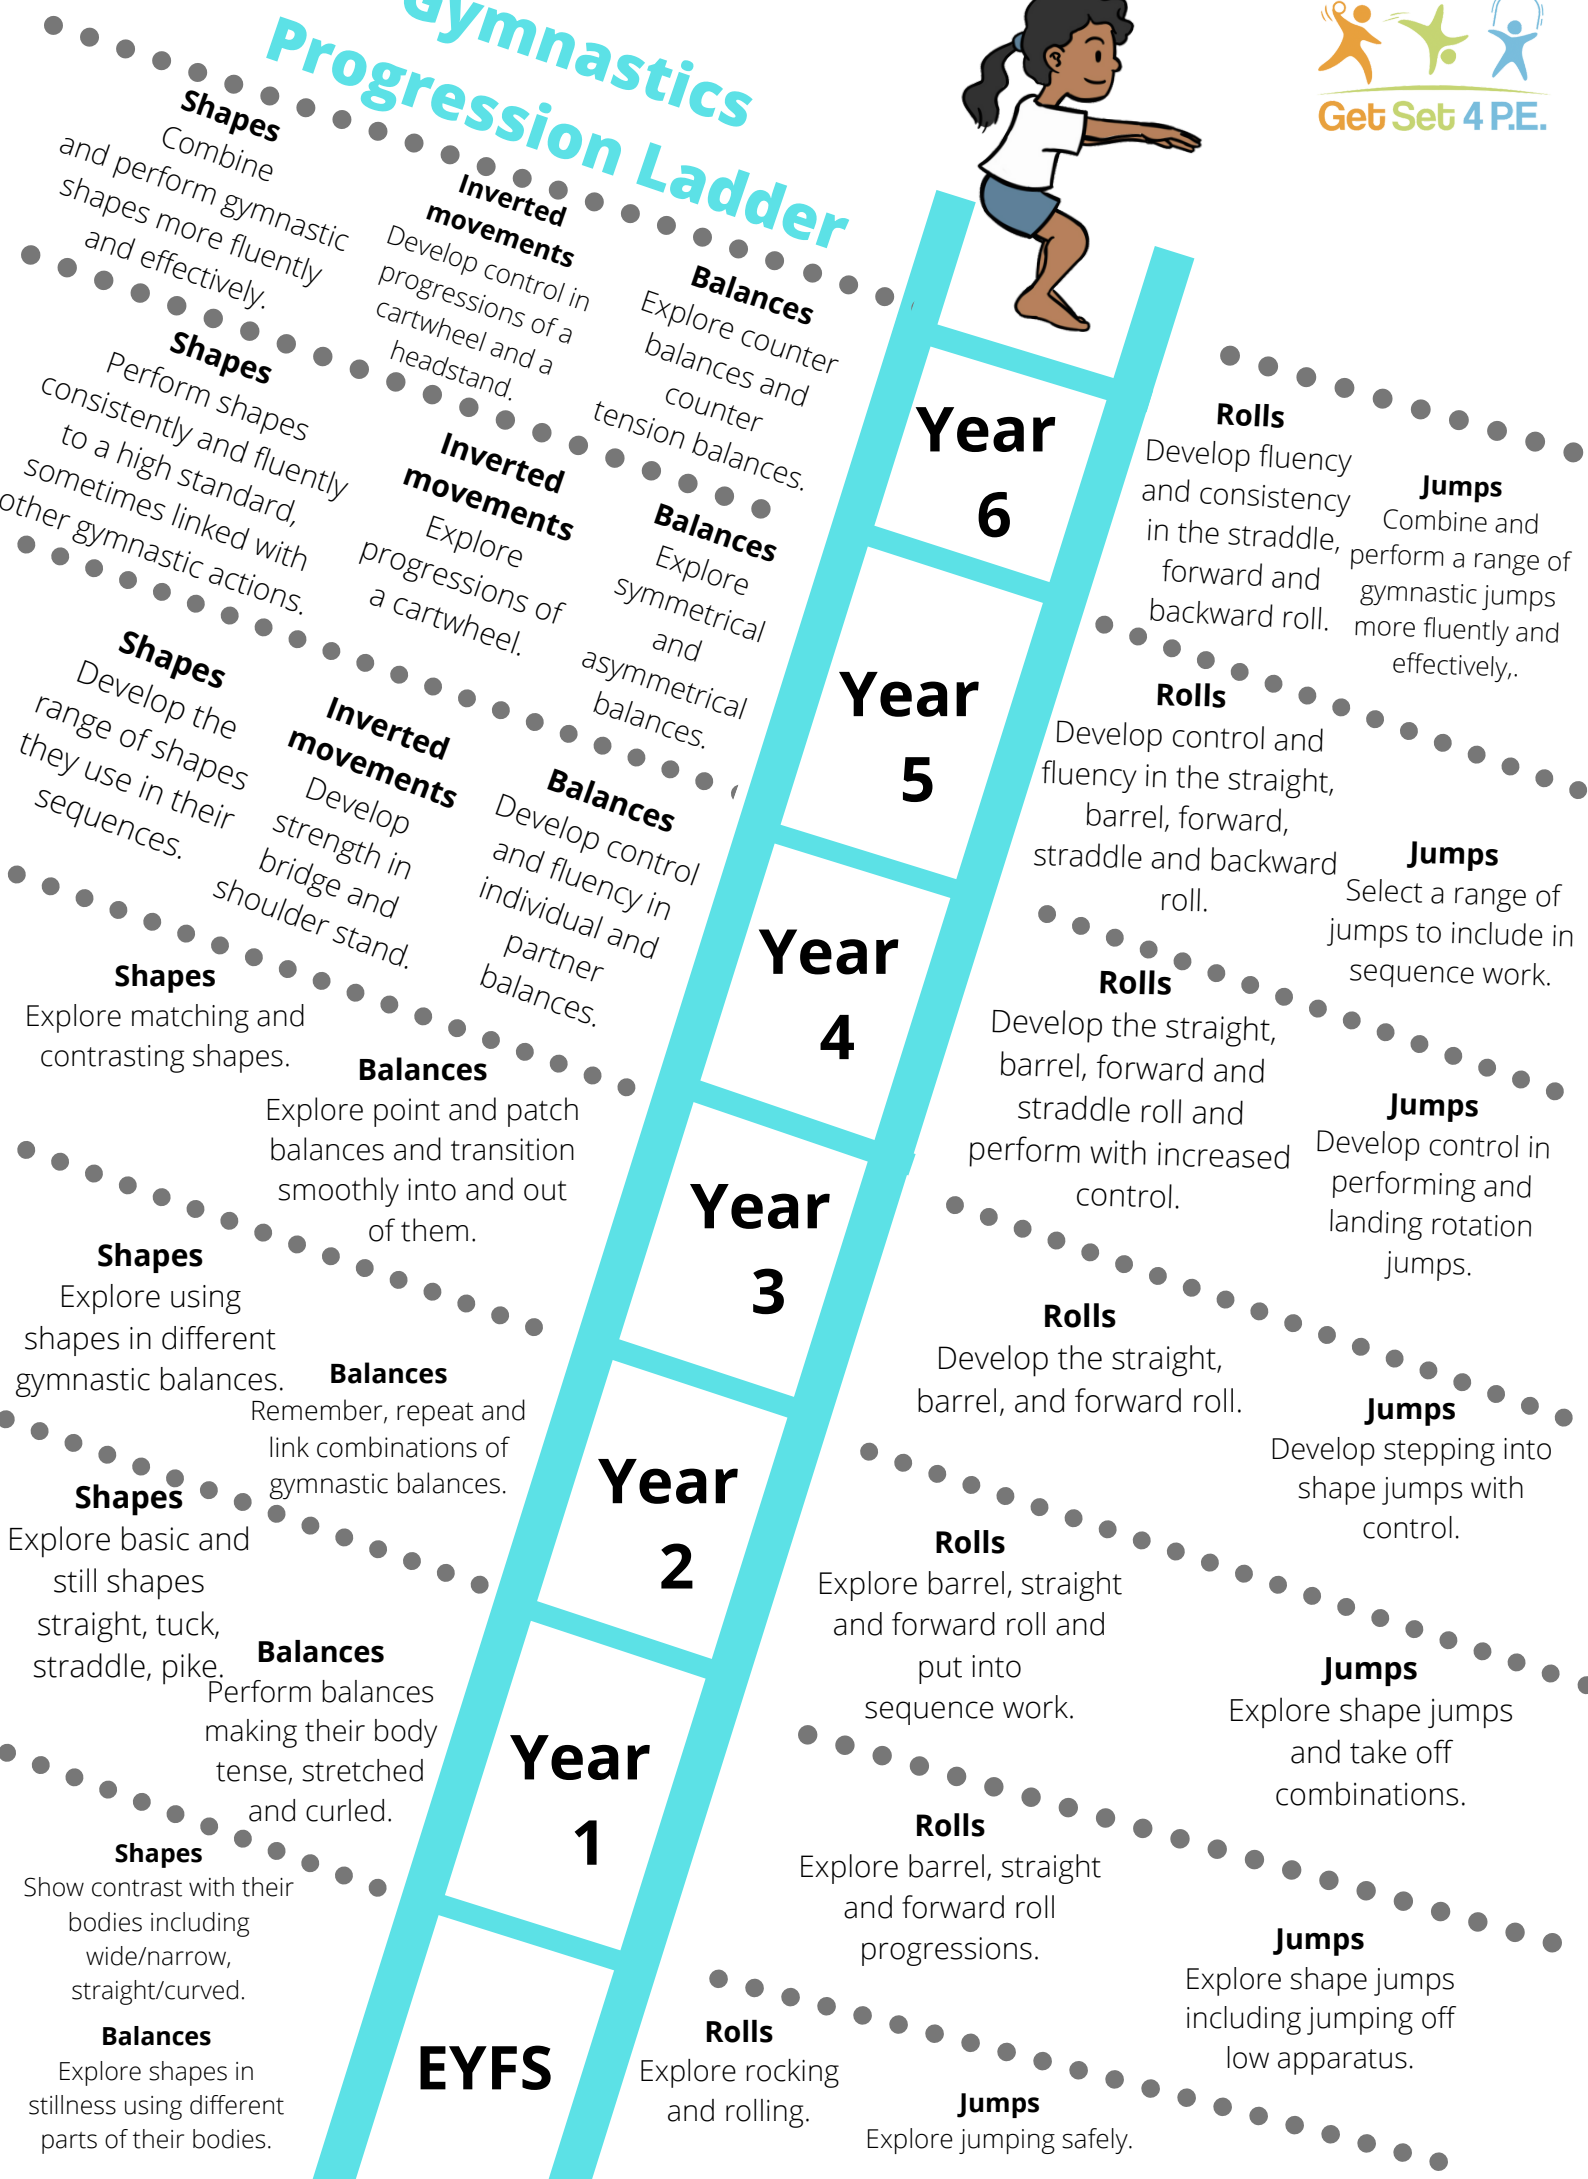 Gymnastics
Progression Ladder
Get Set 4 P.E.
Shapes
Combine
and perform gymnastic
shapes more fluently
and effectively.
Inverted
movements
Develop control in
progressions of a
cartwheel and a
headstand.
Balances
Explore counter
balances and
counter
tension balances.
Year
6
Rolls
Develop fluency
and consistency
in the straddle,
forward and
backward roll.
Jumps
Combine and
perform a range of
gymnastic jumps
more fluently and
effectively,.
Shapes
Perform shapes
consistently and fluently
to a high standard,
sometimes linked with
other gymnastic actions.
Inverted
movements
Explore
progressions of
a cartwheel.
Balances
Explore
symmetrical
and
asymmetrical
balances.
Year
5
Rolls
Develop control and
fluency in the straight,
barrel, forward,
straddle and backward
roll.
Jumps
Select a range of
jumps to include in
sequence work.
Shapes
Develop the
range of shapes
they use in their
sequences.
Inverted
movements
Develop
strength in
bridge and
shoulder stand.
Balances
Develop control
and fluency in
individual and
partner
balances.
Year
4
Rolls
Develop the straight,
barrel, forward and
straddle roll and
perform with increased
control.
Jumps
Develop control in
performing and
landing rotation
jumps.
Shapes
Explore matching and
contrasting shapes.
Balances
Explore point and patch
balances and transition
smoothly into and out
of them.
Year
3
Rolls
Develop the straight,
barrel, and forward roll.
Jumps
Develop stepping into
shape jumps with
control.
Shapes
Explore using
shapes in different
gymnastic balances.
Balances
Remember, repeat and
link combinations of
gymnastic balances.
Year
2
Rolls
Explore barrel, straight
and forward roll and
put into
sequence work.
Jumps
Explore shape jumps
and take off
combinations.
Shapes
Explore basic and
still shapes
straight, tuck,
straddle, pike.
Balances
Perform balances
making their body
tense, stretched
and curled.
Year
1
Rolls
Explore barrel, straight
and forward roll
progressions.
Jumps
Explore shape jumps
including jumping off
low apparatus.
Shapes
Show contrast with their
bodies including
wide/narrow,
straight/curved.
Balances
Explore shapes in
stillness using different
parts of their bodies.
EYFS
Rolls
Explore rocking
and rolling.
Jumps
Explore jumping safely.